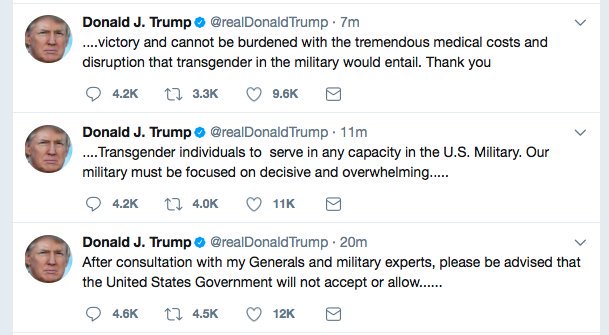 Donald J. Trump @realDonaldTrump · 7m
....victory and cannot be burdened with the tremendous medical costs and
disruption that transgender in the military would entail. Thank you
4.2K 3.3K 9.6K
Donald J. Trump @realDonaldTrump · 11m
....Transgender individuals to serve in any capacity in the U.S. Military. Our
military must be focused on decisive and overwhelming.....
4.2K 4.0K 11K
Donald J. Trump @realDonaldTrump · 20m
After consultation with my Generals and military experts, please be advised that
the United States Government will not accept or allow......
4.6K 4.5K 12K